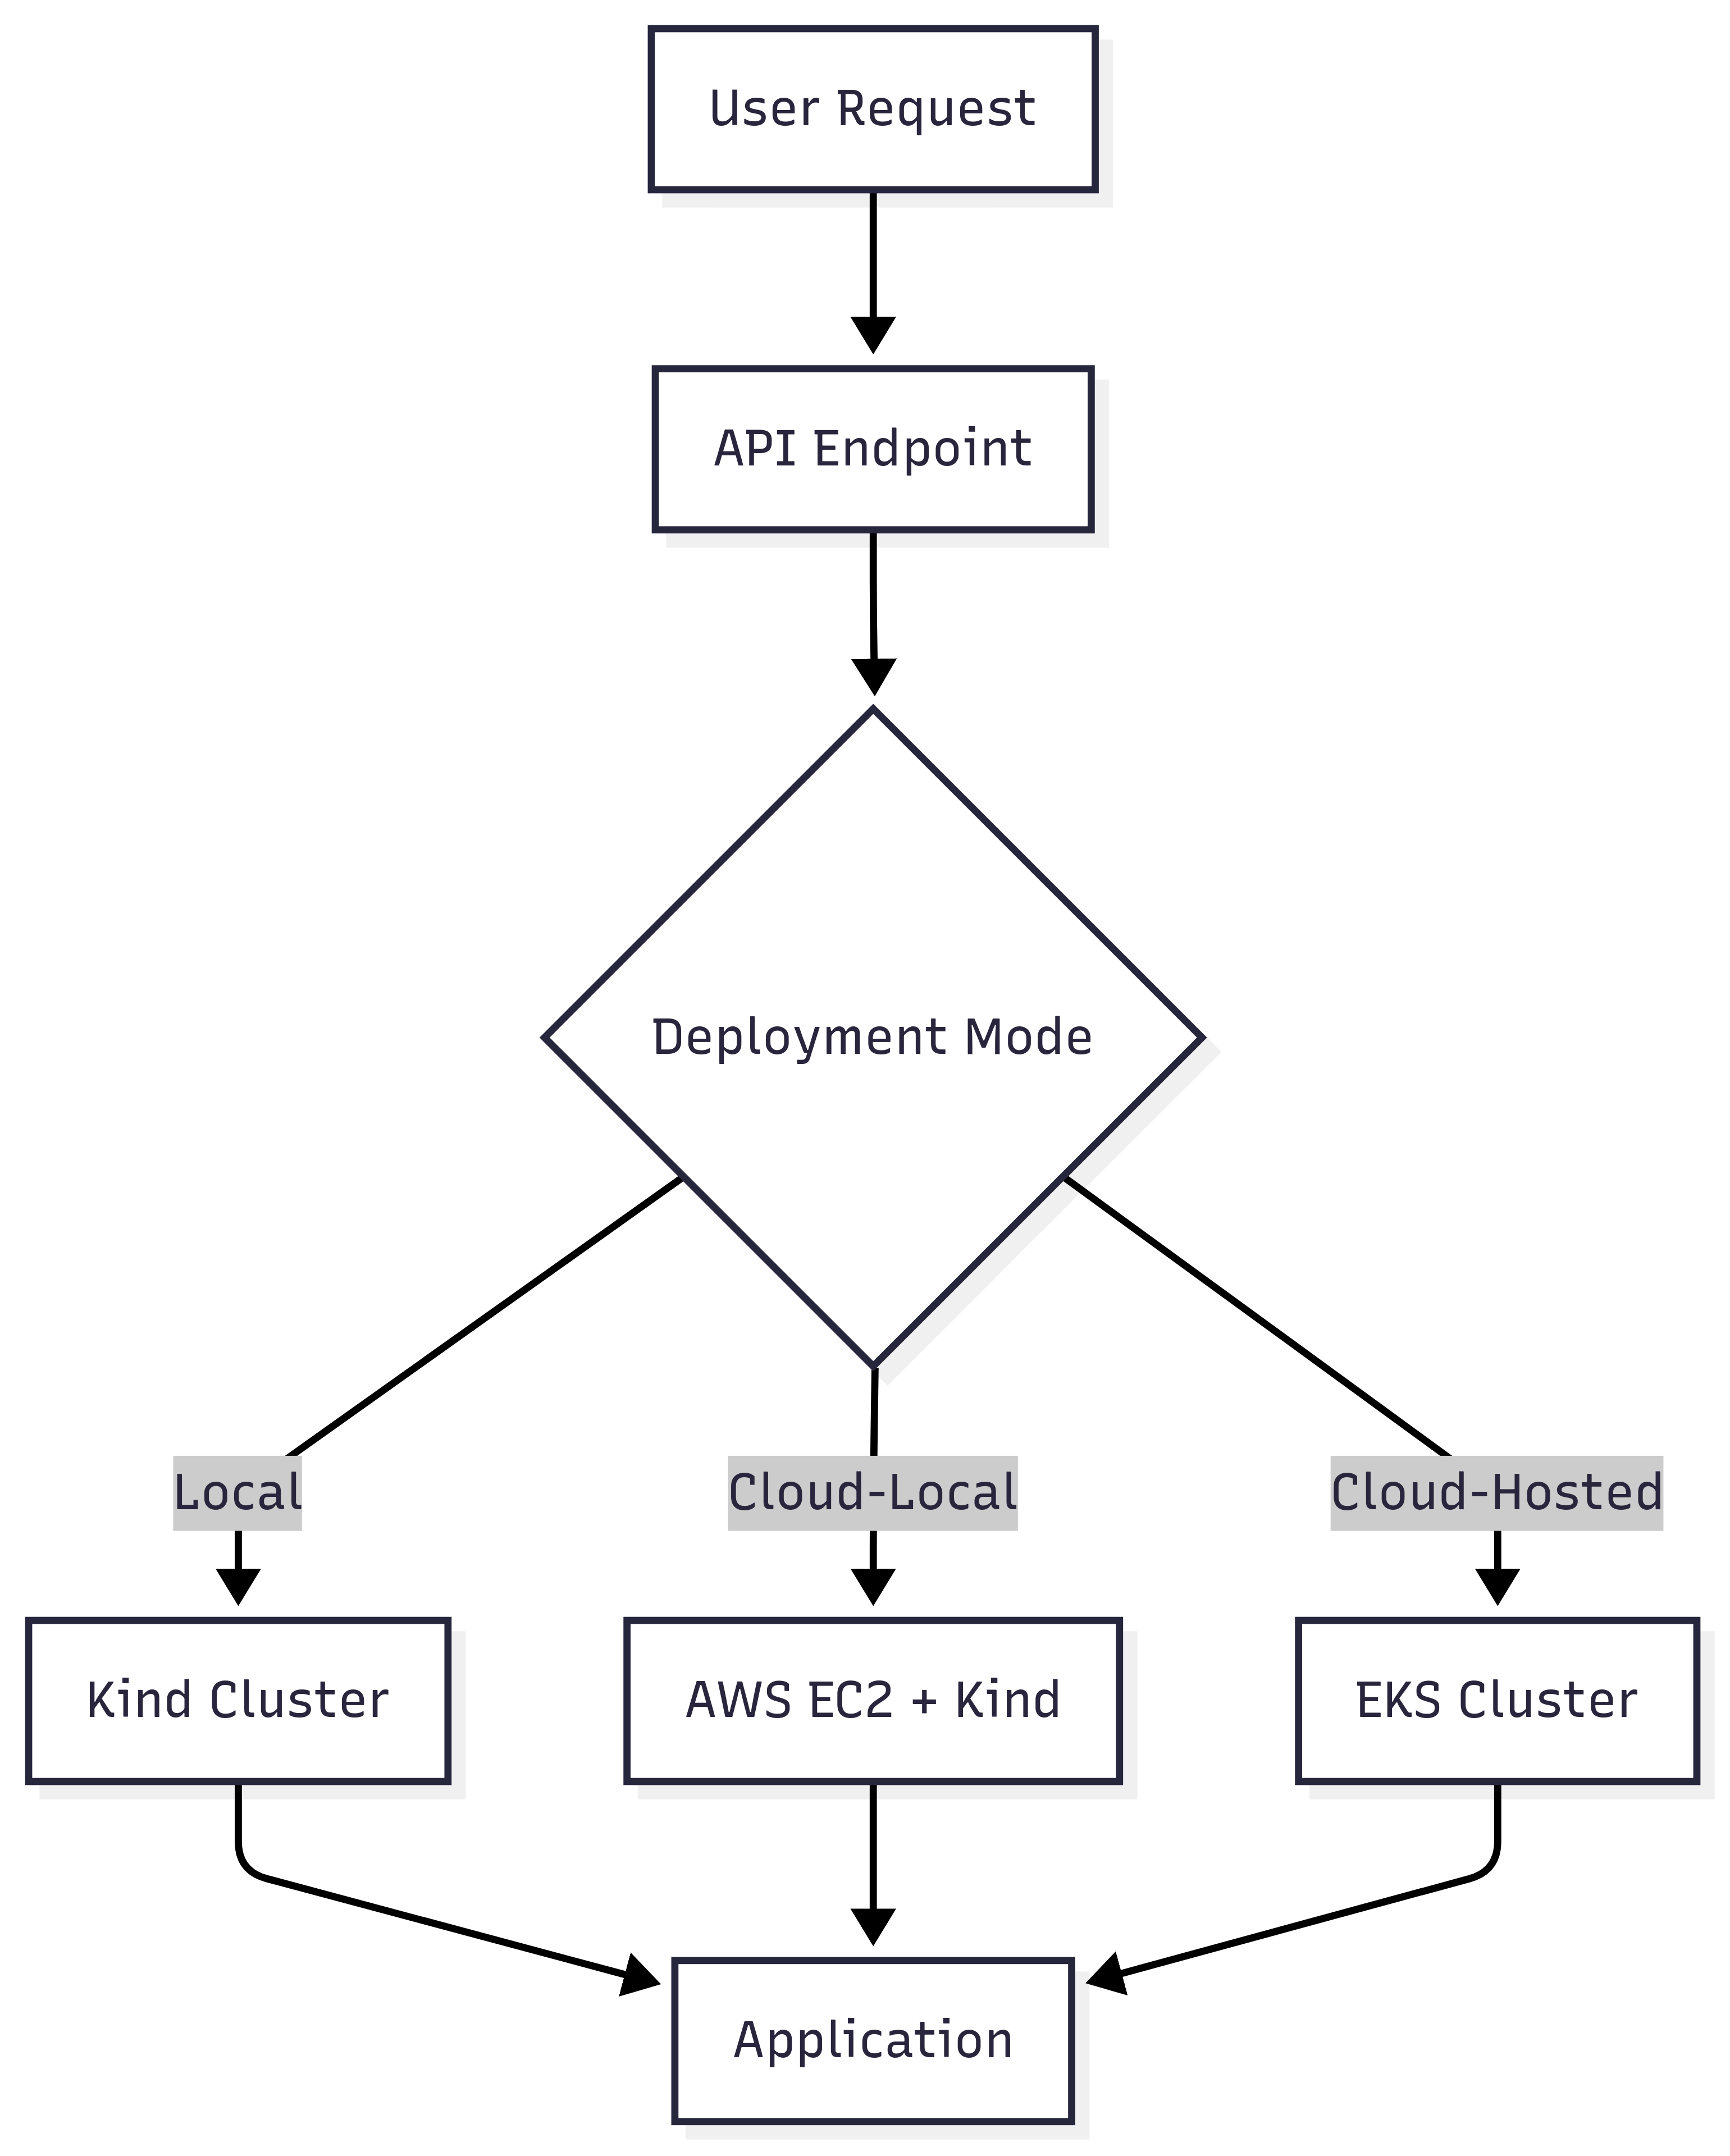 User Request
API Endpoint
Deployment Mode
Local
Cloud-Local
Cloud-Hosted
Kind Cluster
AWS EC2 + Kind
EKS Cluster
Application